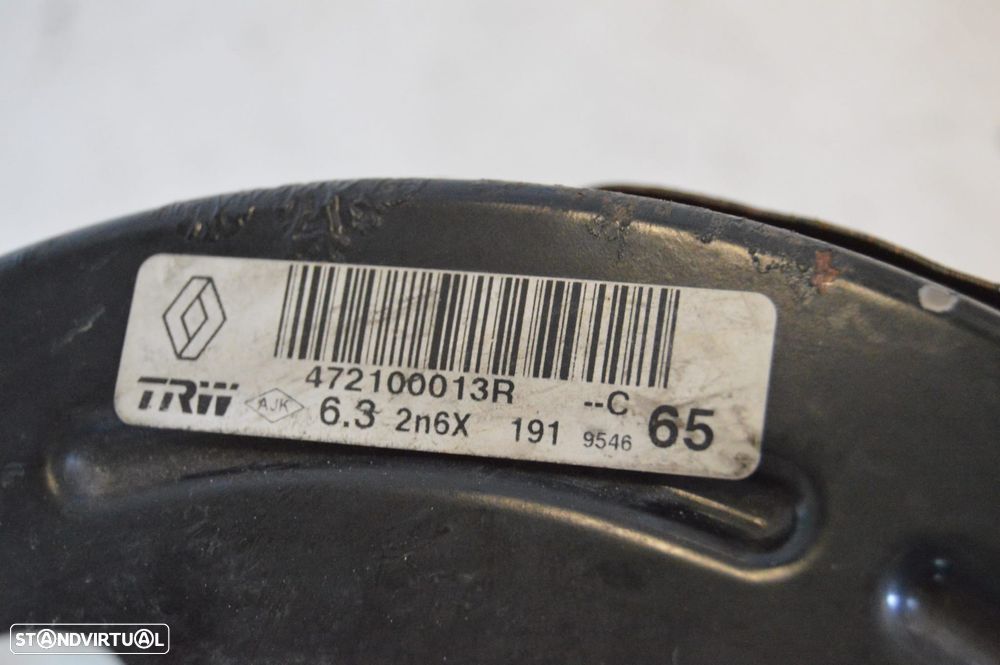 472100013R --C
TRW AJK 6.3 2n6X 191 9546 65
STANDVIRTUAL